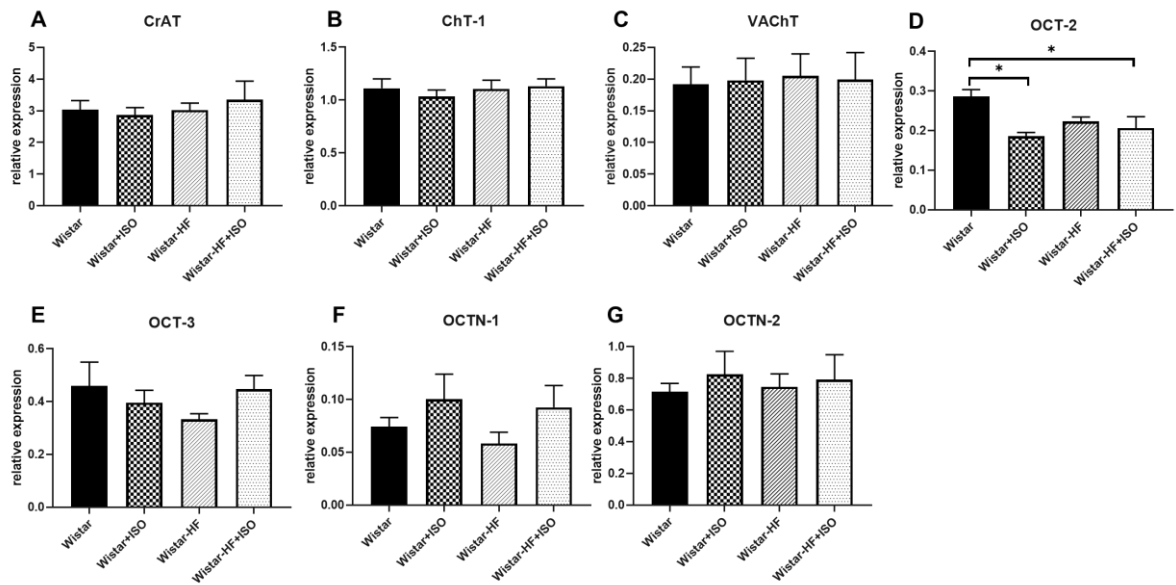 A
CrAT
relative expression
5
4
3
2
1
0
Wistar
Wistar+ISO
Wistar-HF
Wistar-HF+ISO
B
ChT-1
relative expression
1.5
1.0
0.5
0.0
Wistar
Wistar+ISO
Wistar-HF
Wistar-HF+ISO
C
VAChT
relative expression
0.25
0.20
0.15
0.10
0.05
0.00
Wistar
Wistar+ISO
Wistar-HF
Wistar-HF+ISO
D
OCT-2
relative expression
0.4
0.3
0.2
0.1
0.0
*
*
Wistar
Wistar+ISO
Wistar-HF
Wistar-HF+ISO
E
OCT-3
relative expression
0.6
0.4
0.2
0.0
Wistar
Wistar+ISO
Wistar-HF
Wistar-HF+ISO
F
OCTN-1
relative expression
0.15
0.10
0.05
0.00
Wistar
Wistar+ISO
Wistar-HF
Wistar-HF+ISO
G
OCTN-2
relative expression
1.0
0.8
0.6
0.4
0.2
0.0
Wistar
Wistar+ISO
Wistar-HF
Wistar-HF+ISO